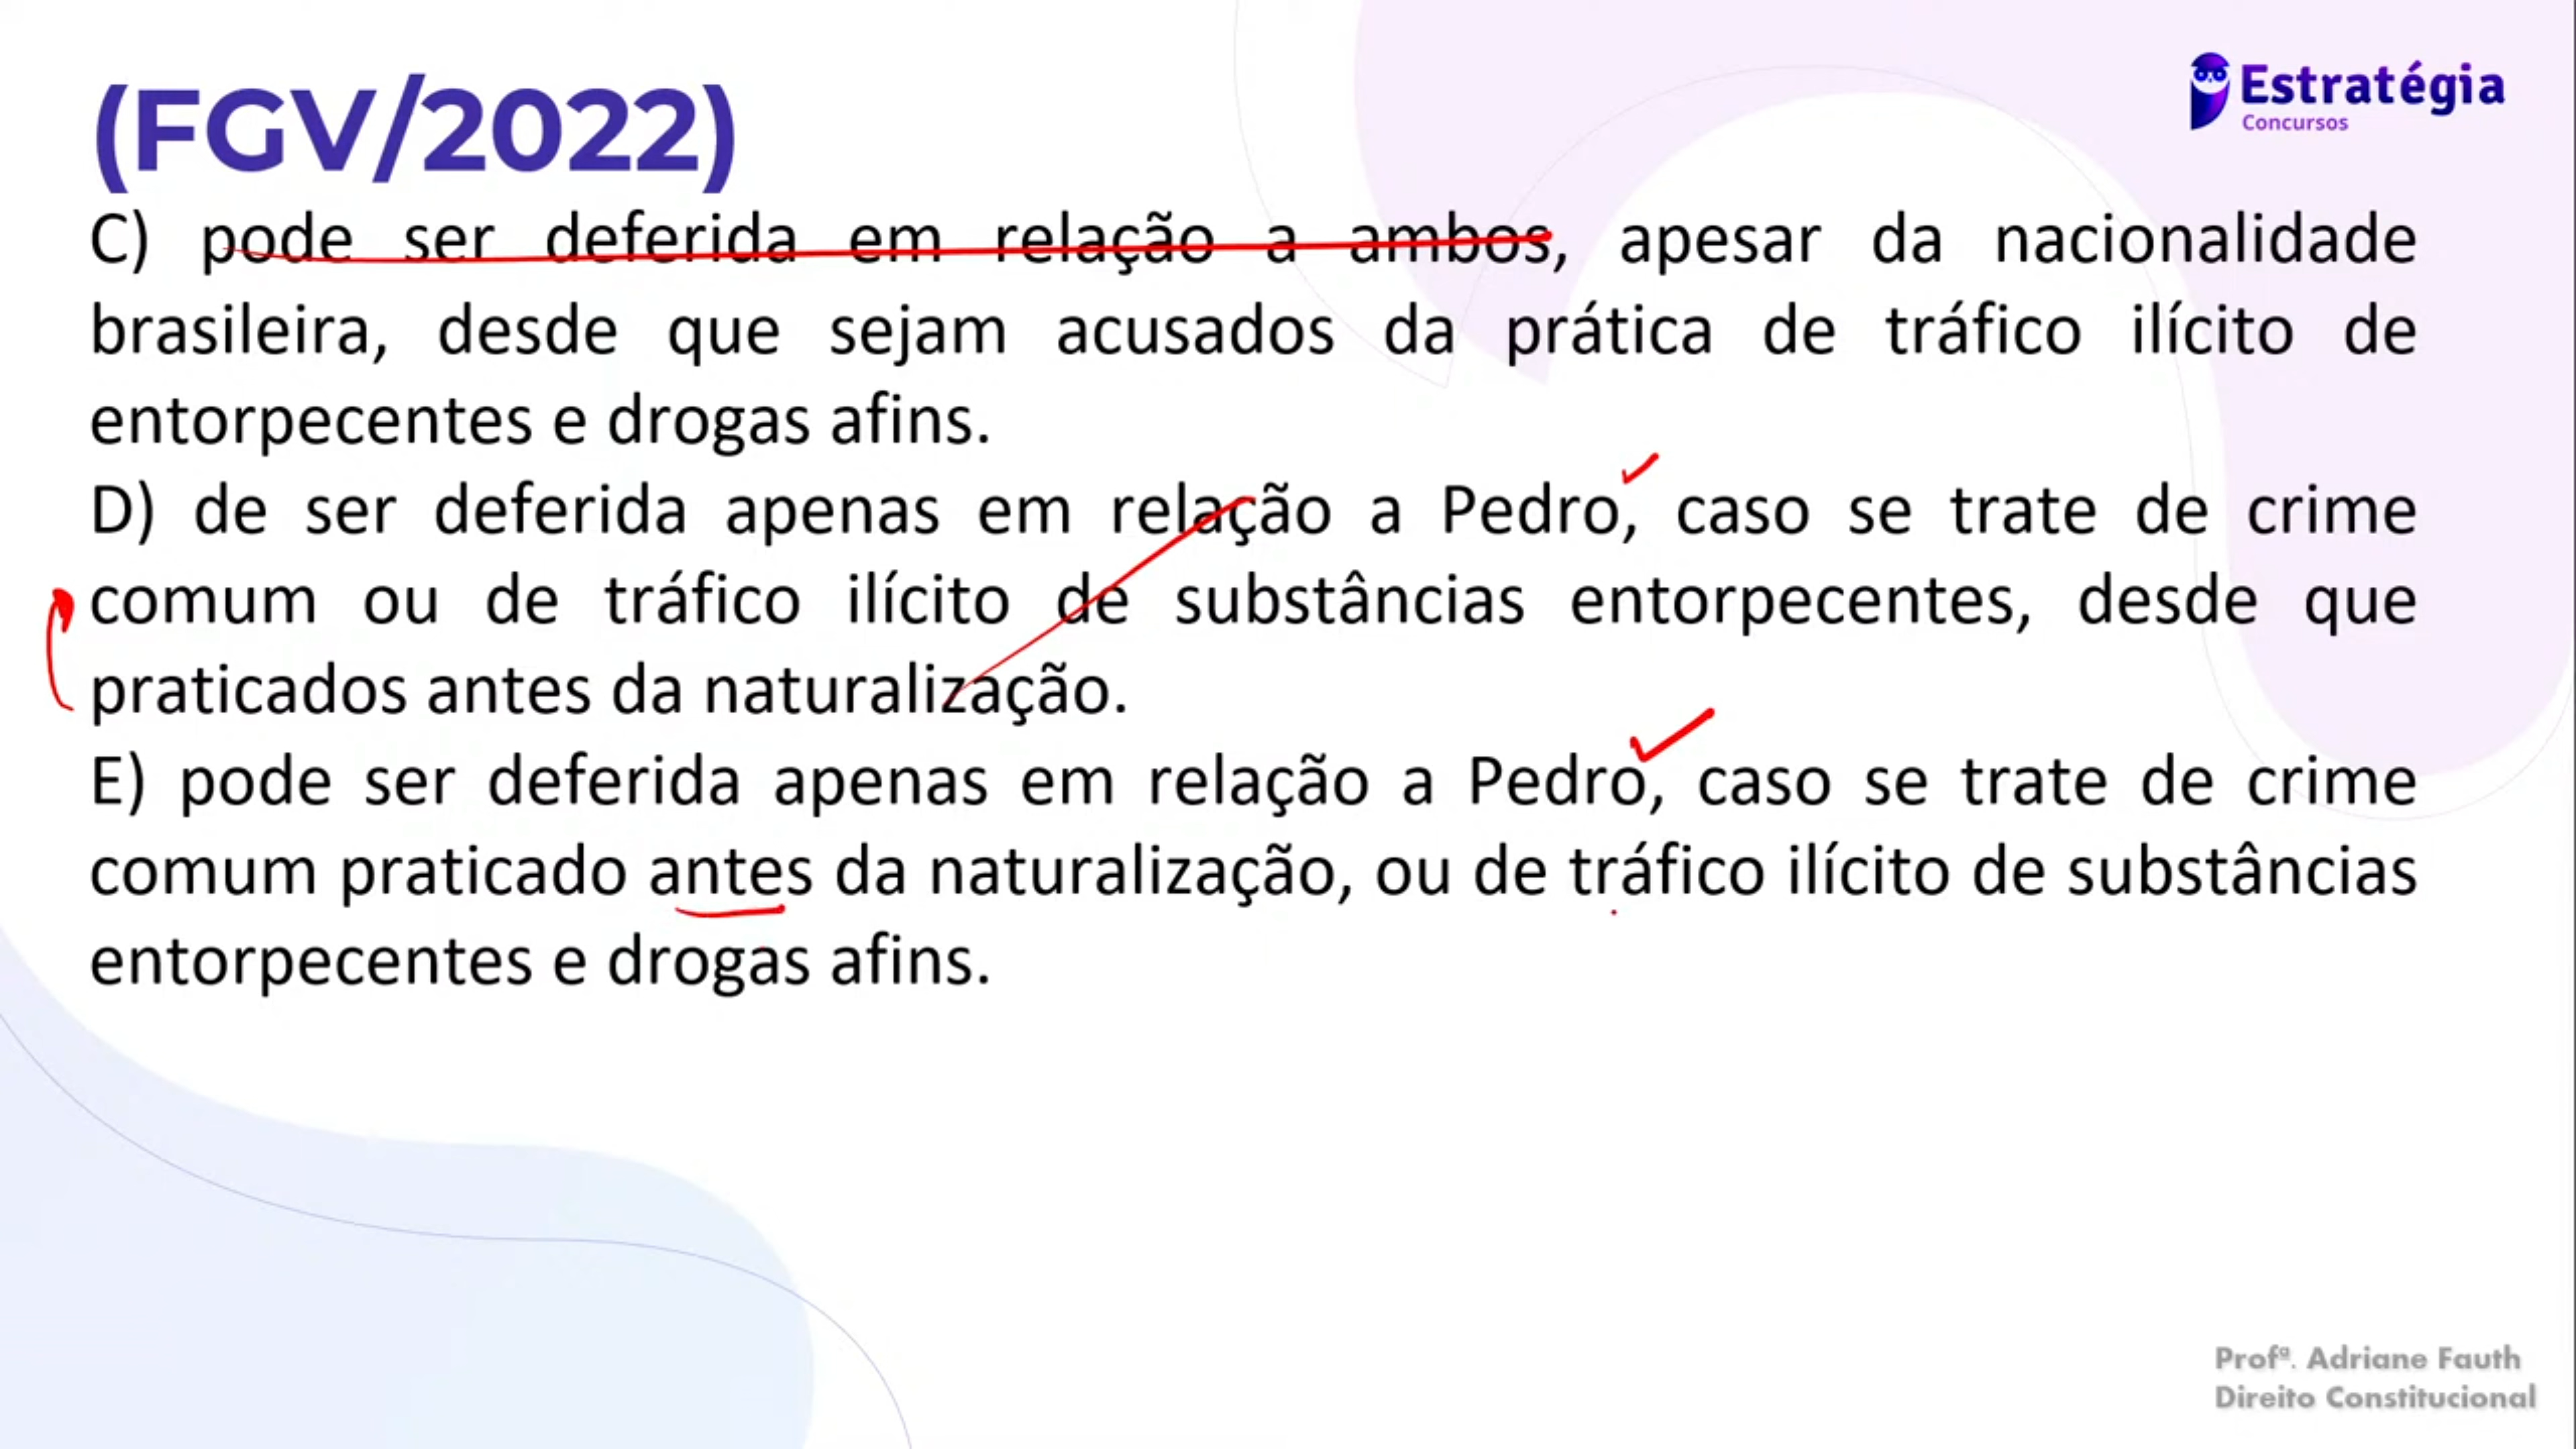 (FGV/2022)
Estratégia
Concursos
C) pode ser deferida em relação a ambos, apesar da nacionalidade
brasileira, desde que sejam acusados da prática de tráfico ilícito de
entorpecentes e drogas afins.
D) de ser deferida apenas em relação a Pedro, caso se trate de crime
comum ou de tráfico ilícito de substâncias entorpecentes, desde que
praticados antes da naturalização.
E) pode ser deferida apenas em relação a Pedro, caso se trate de crime
comum praticado antes da naturalização, ou de tráfico ilícito de substâncias
entorpecentes e drogas afins.
Profª. Adriane Fauth
Direito Constitucional